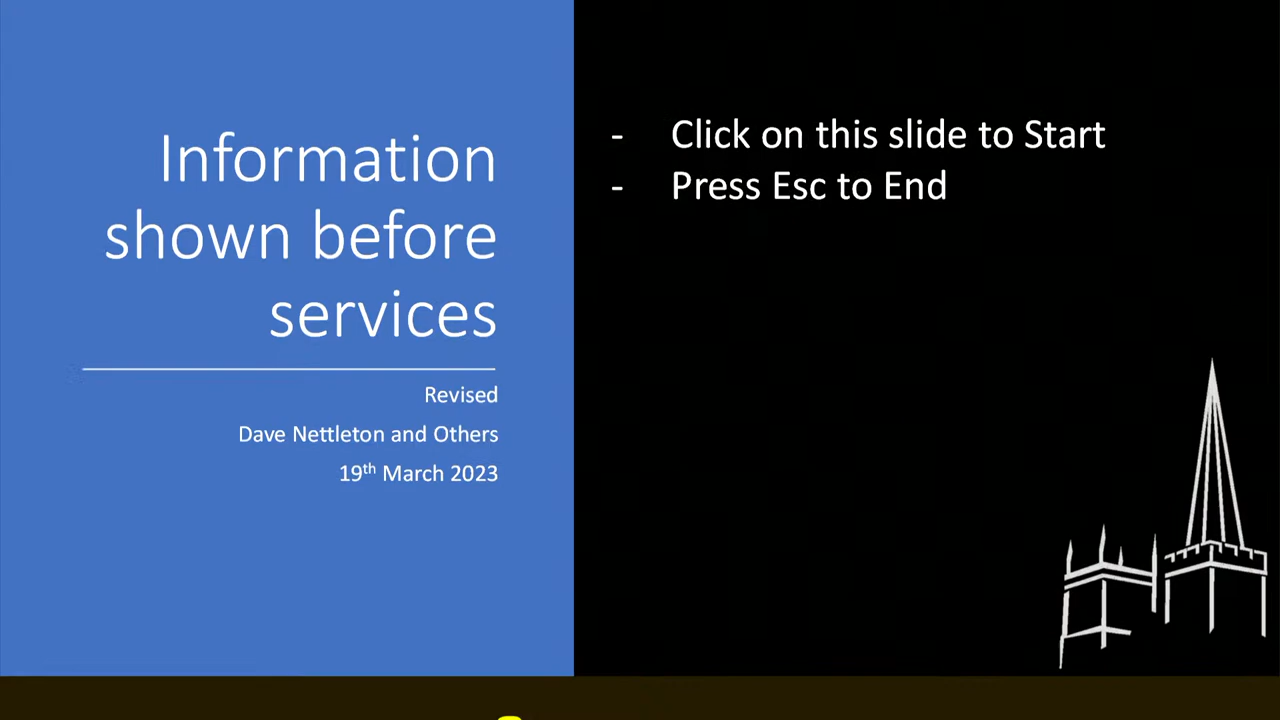 Information
shown before
services
Revised
Dave Nettleton and Others
19th March 2023
- Click on this slide to Start
- Press Esc to End